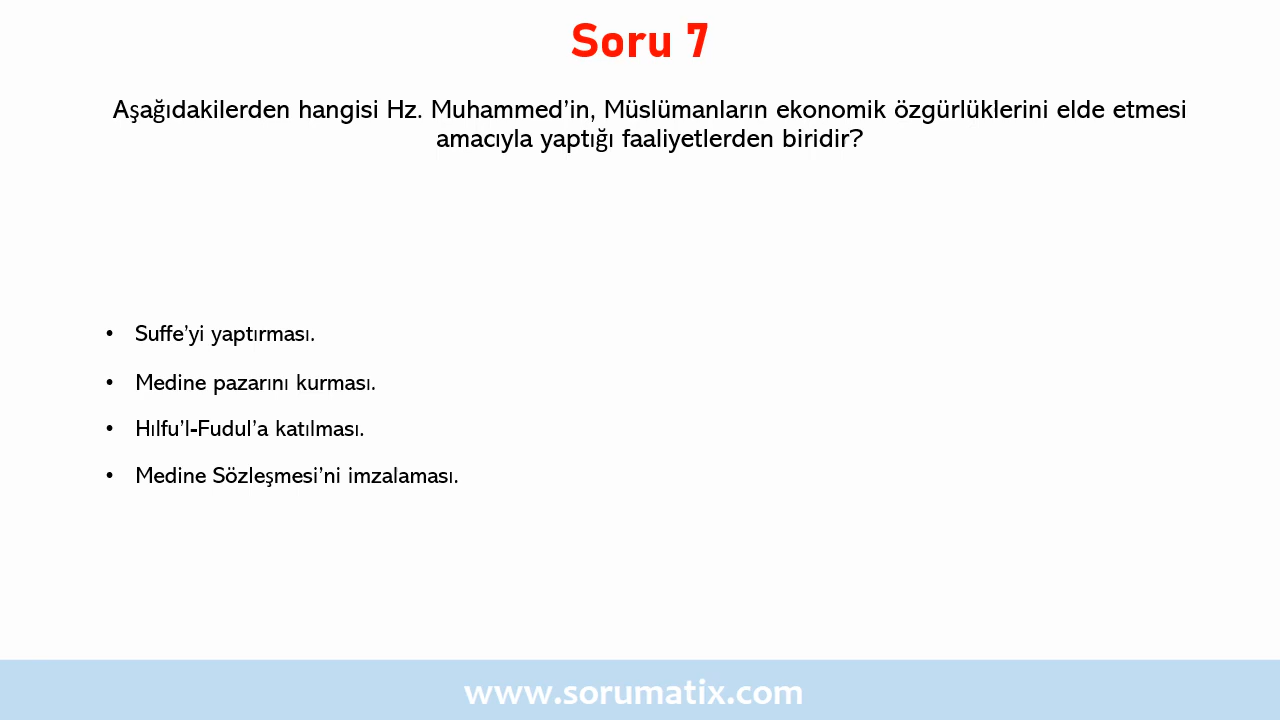 Soru 7
Aşağıdakilerden hangisi Hz. Muhammed’in, Müslümanların ekonomik özgürlüklerini elde etmesi
amacıyla yaptığı faaliyetlerden biridir?
• Suffe’yi yaptırması.
• Medine pazarını kurması.
• Hılfu’l-Fudul’a katılması.
• Medine Sözleşmesi’ni imzalaması.
www.sorumatix.com